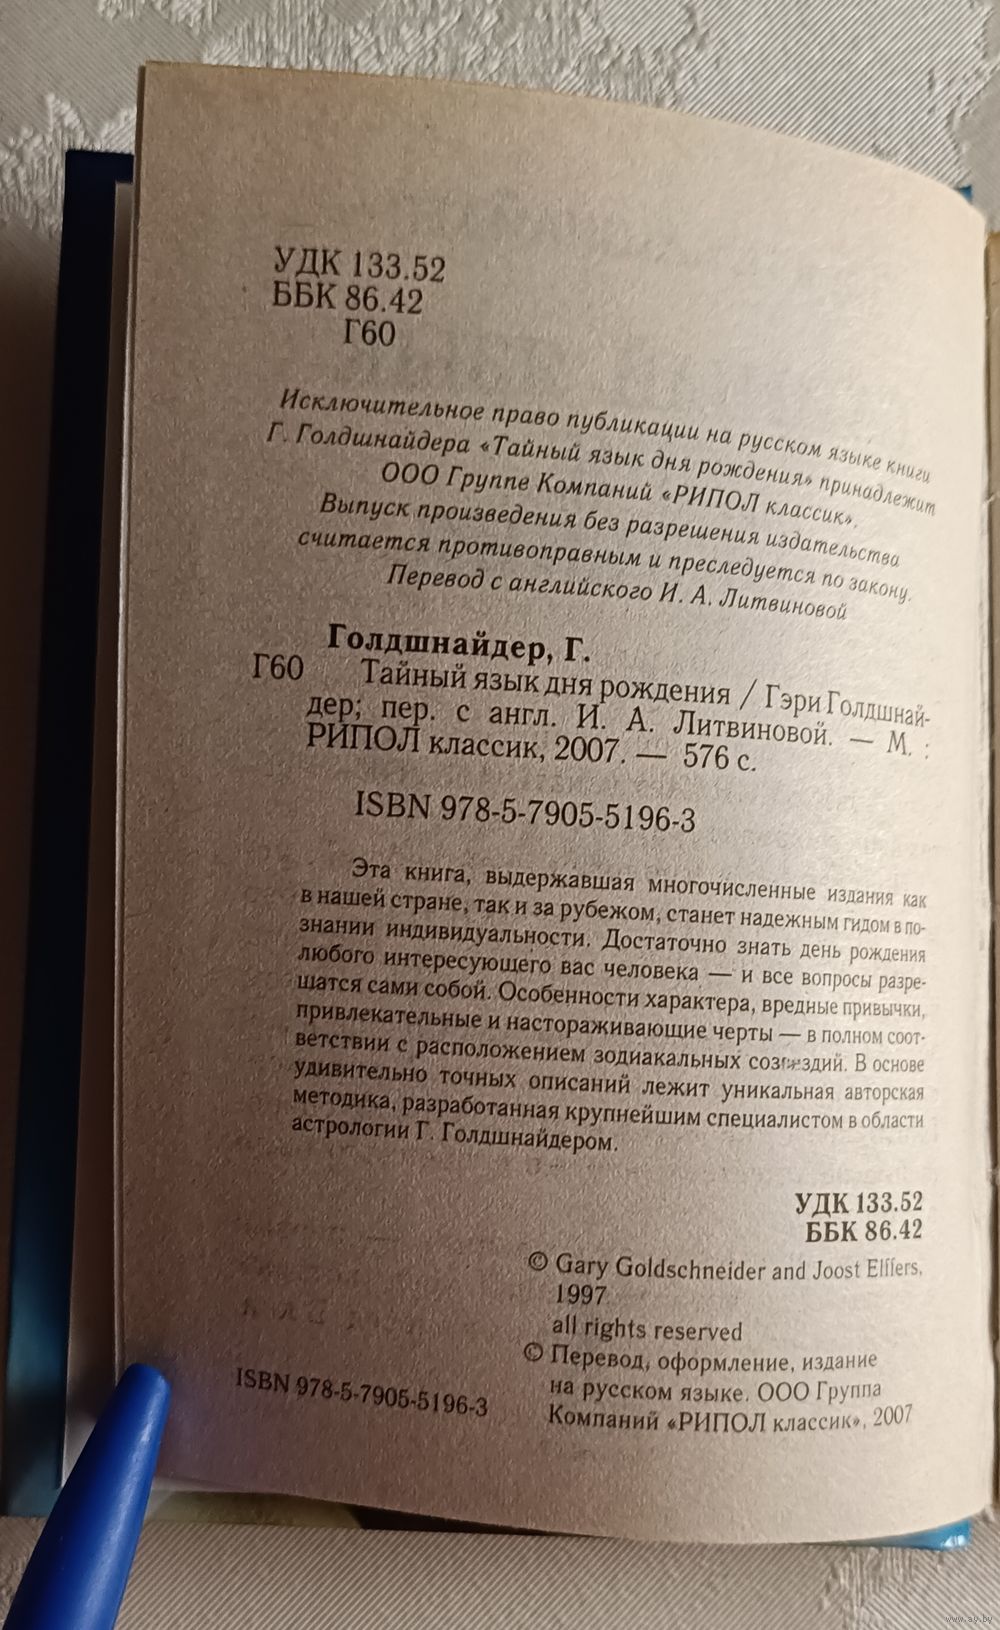 УДК 133.52
ББК 86.42
Г60
Исключительное право публикации на русском языке книги
Г. Голдшнайдера «Тайный язык дня рождения» принадлежит
ООО Группе Компаний «РИПОЛ классик».
Выпуск произведения без разрешения издательства
считается противоправным и преследуется по закону.
Перевод с английского И. А. Литвиновой
Голдшнайдер, Г.
Г60 Тайный язык дня рождения / Гэри Голдшнай-
дер; пер. с англ. И. А. Литвиновой. — М. :
РИПОЛ классик, 2007. — 576 с.
ISBN 978-5-7905-5196-3
Эта книга, выдержавшая многочисленные издания как
в нашей стране, так и за рубежом, станет надежным гидом в по-
знании индивидуальности. Достаточно знать день рождения
любого интересующего вас человека — и все вопросы разре-
шатся сами собой. Особенности характера, вредные привычки,
привлекательные и настораживающие черты — в полном соот-
ветствии с расположением зодиакальных созвездий. В основе
удивительно точных описаний лежит уникальная авторская
методика, разработанная крупнейшим специалистом в области
астрологии Г. Голдшнайдером.
УДК 133.52
ББК 86.42
© Gary Goldschneider and Joost Elffers,
1997
all rights reserved
© Перевод, оформление, издание
на русском языке. ООО Группа
Компаний «РИПОЛ классик», 2007
ISBN 978-5-7905-5196-3
www.ay.by